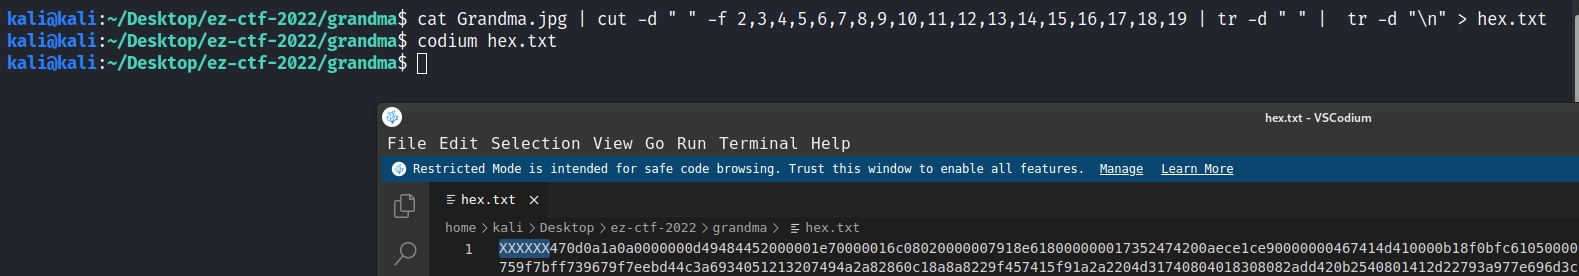 kali@kali:~/Desktop/ez-ctf-2022/grandma$ cat Grandma.jpg | cut -d " " -f 2,3,4,5,6,7,8,9,10,11,12,13,14,15,16,17,18,19 | tr -d " " |  tr -d "\n" > hex.txt
kali@kali:~/Desktop/ez-ctf-2022/grandma$ codium hex.txt
kali@kali:~/Desktop/ez-ctf-2022/grandma$
hex.txt - VSCodium
File Edit Selection View Go Run Terminal Help
Restricted Mode is intended for safe code browsing. Trust this window to enable all features. Manage Learn More
hex.txt
home > kali > Desktop > ez-ctf-2022 > grandma > hex.txt
1 XXXXXX470d0a1a0a0000000d49484452000001e70000016c08020000007918e618000000017352474200aece1ce90000000467414d410000b18f0bfc61050000
759f7bff739679f7eebd44c3a6934051213207494a2a82860c18a8a8229f457415f91a2a2204d31740804018308082add420b2540801412d22793a977e696d3c